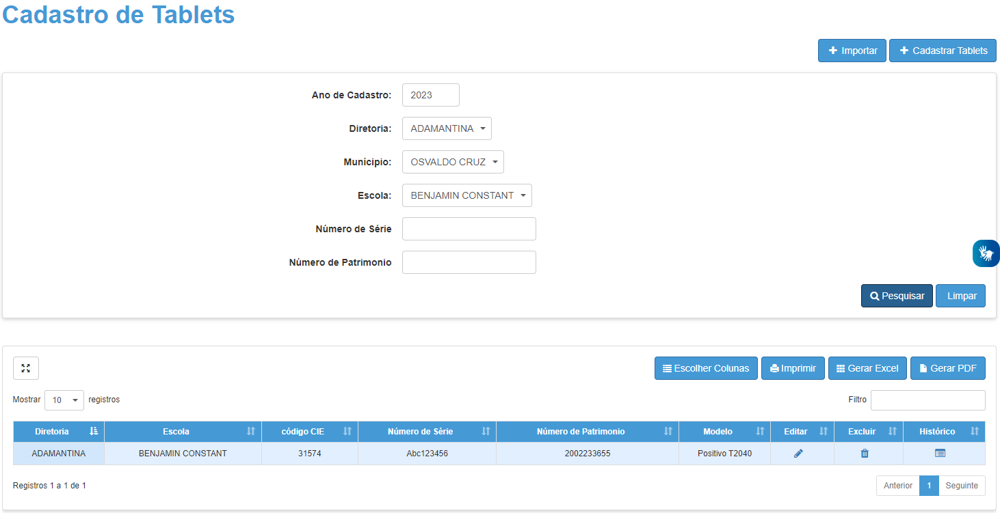 Cadastro de Tablets
Importar Cadastrar Tablets
Ano de Cadastro: 2023
Diretoria: ADAMANTINA
Munícipio: OSVALDO CRUZ
Escola: BENJAMIN CONSTANT
Número de Série
Número de Patrimonio
Pesquisar Limpar
Escolher Colunas Imprimir Gerar Excel Gerar PDF
Mostrar 10 registros Filtro
Diretoria Escola código CIE Número de Série Número de Patrimonio Modelo Editar Excluir Histórico
ADAMANTINA BENJAMIN CONSTANT 31574 Abc123456 2002233655 Positivo T2040
Registros 1 a 1 de 1 Anterior 1 Seguinte